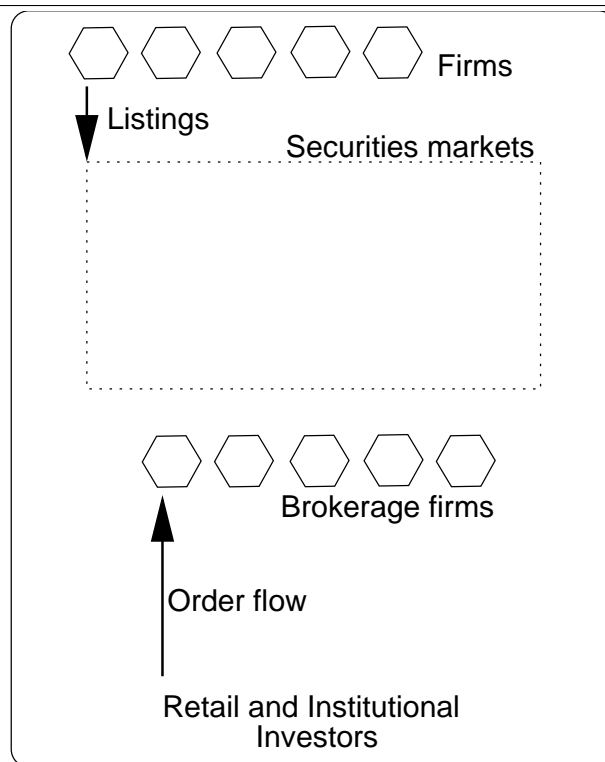 Firms
Listings
Securities markets
Brokerage firms
Order flow
Retail and Institutional
Investors